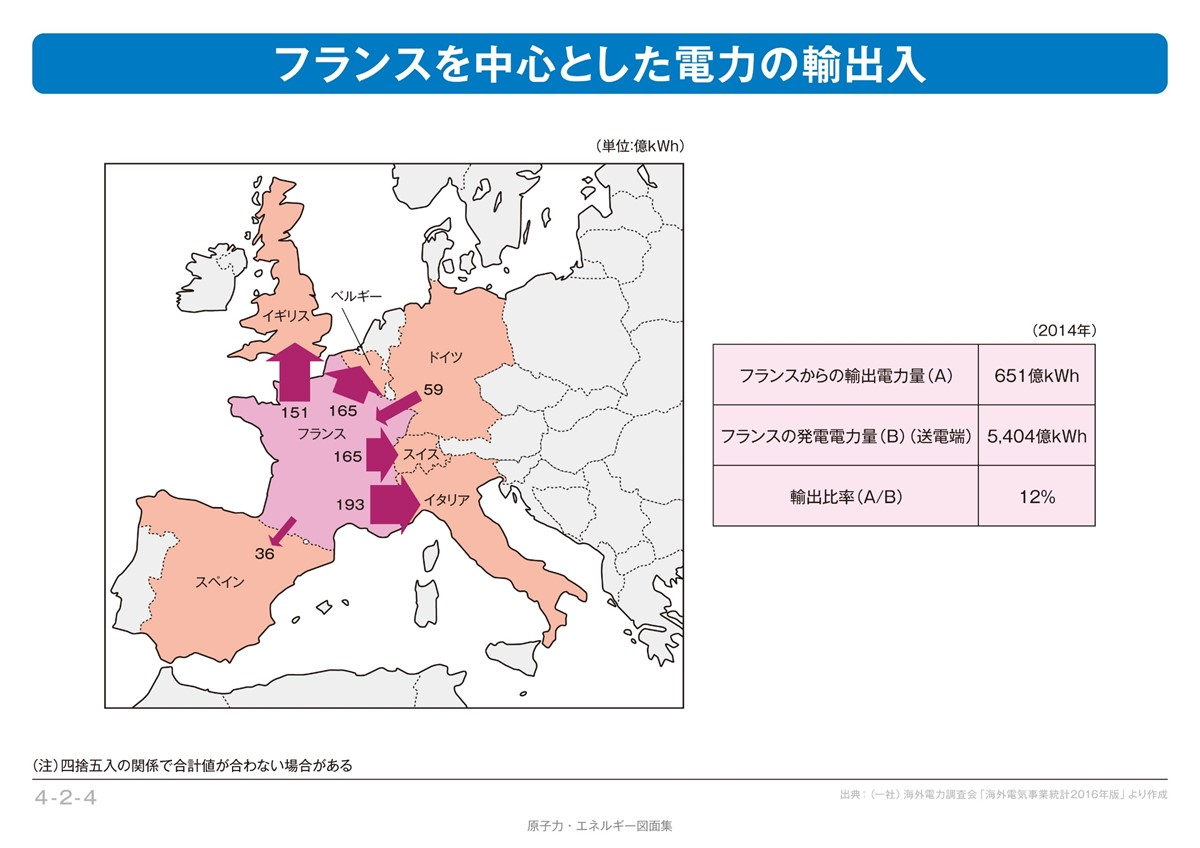 フランスを中心とした電力の輸出入
（単位:億kWh）
ベルギー
イギリス
ドイツ
59
151
165
フランス
165
スイス
193
イタリア
36
スペイン
（2014年）
フランスからの輸出電力量（A） 651億kWh
フランスの発電電力量（B）（送電端） 5,404億kWh
輸出比率（A/B） 12%
（注）四捨五入の関係で合計値が合わない場合がある
4-2-4
出典：（一社）海外電力調査会「海外電気事業統計2016年版」より作成
原子力・エネルギー図面集